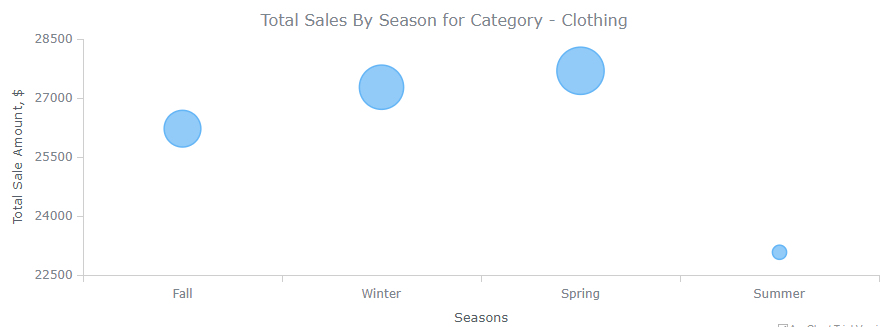 Total Sales By Season for Category - Clothing
28500
27000
25500
24000
22500
Total Sale Amount, $
Fall Winter Spring Summer
Seasons